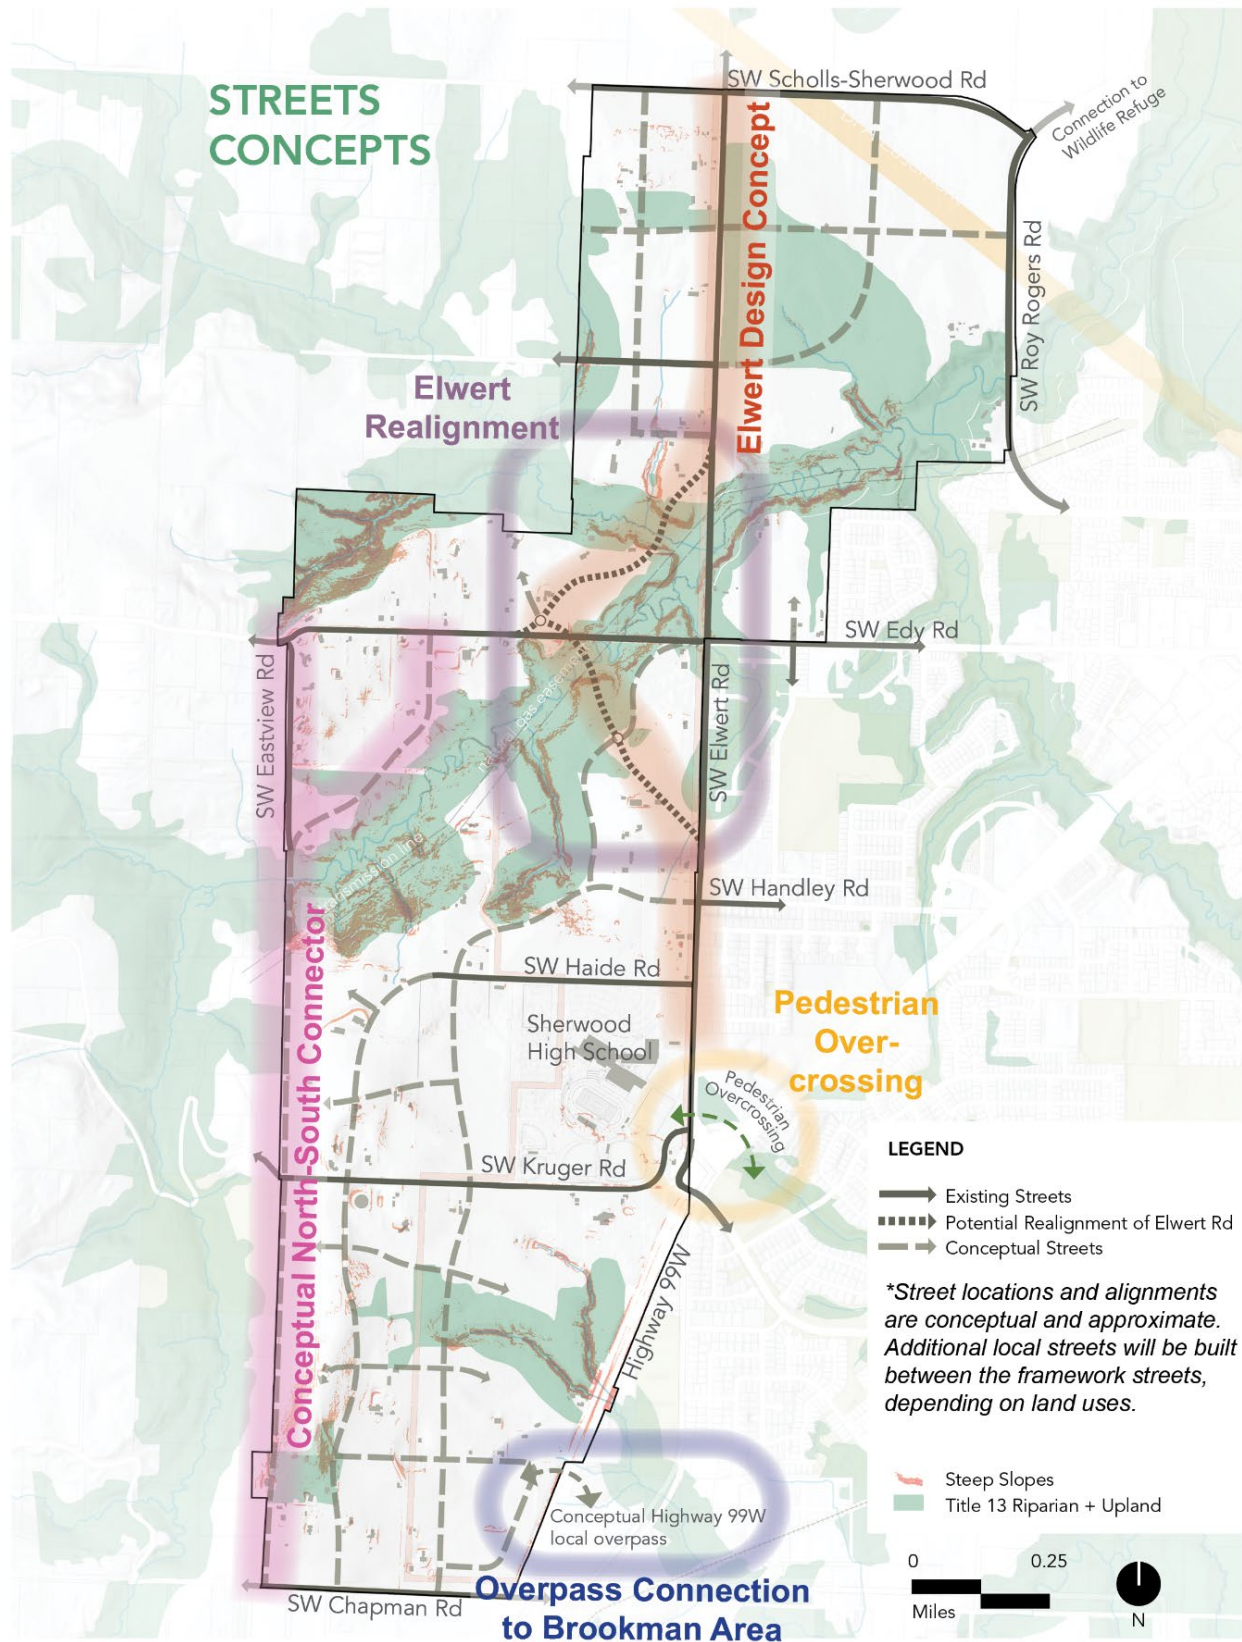 STREETS
CONCEPTS
SW Scholls-Sherwood Rd
Connection to
Wildlife Refuge
Elwert Design Concept
SW Roy Rogers Rd
Elwert
Realignment
SW Edy Rd
SW Eastview Rd
gas easement
SW Elwert Rd
transmission line
SW Handley Rd
SW Haide Rd
Conceptual North-South Connector
Sherwood
High School
Pedestrian
Over-
crossing
Pedestrian
Overcrossing
SW Kruger Rd
Highway 99W
LEGEND
Existing Streets
Potential Realignment of Elwert Rd
Conceptual Streets
*Street locations and alignments
are conceptual and approximate.
Additional local streets will be built
between the framework streets,
depending on land uses.
Steep Slopes
Title 13 Riparian + Upland
Conceptual Highway 99W
local overpass
0 0.25
Miles
N
SW Chapman Rd
Overpass Connection
to Brookman Area